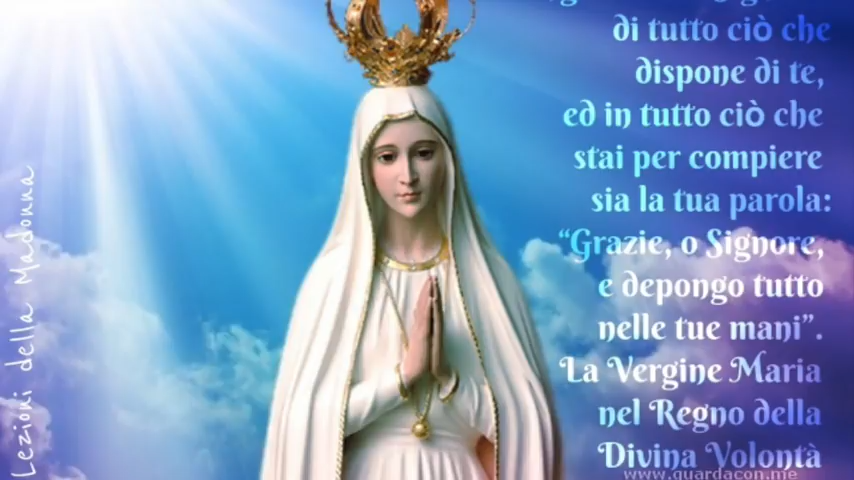 di tutto ciò che
dispone di te,
ed in tutto ciò che
stai per compiere
sia la tua parola:
“Grazie, o Signore,
e depongo tutto
nelle tue mani”.
La Vergine Maria
nel Regno della
Divina Volontà
www.guardacon.me
Lezioni della Madonna